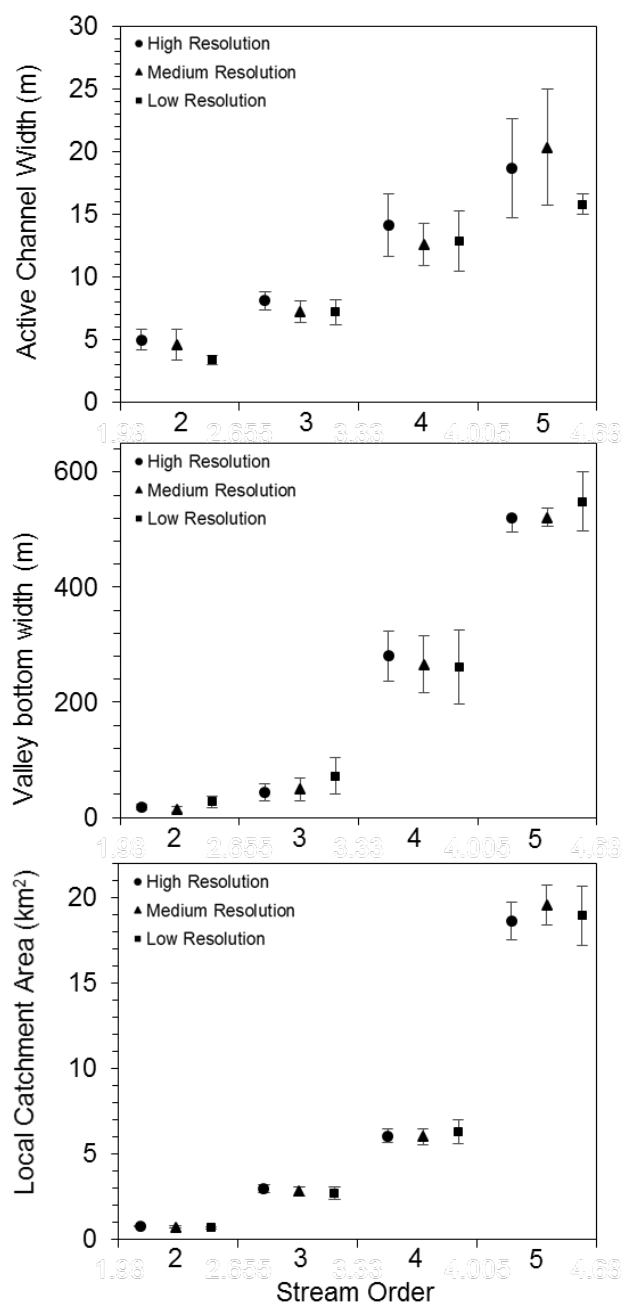 30
25
20
15
10
5
0
Active Channel Width (m)
High Resolution
Medium Resolution
Low Resolution
2 3 4 5
1.98 2.655 3.33 4.005 4.68
600
400
200
0
Valley bottom width (m)
High Resolution
Medium Resolution
Low Resolution
2 3 4 5
1.98 2.655 3.33 4.005 4.68
20
15
10
5
0
Local Catchment Area (km²)
High Resolution
Medium Resolution
Low Resolution
2 3 4 5
1.98 2.655 3.33 4.005 4.68
Stream Order